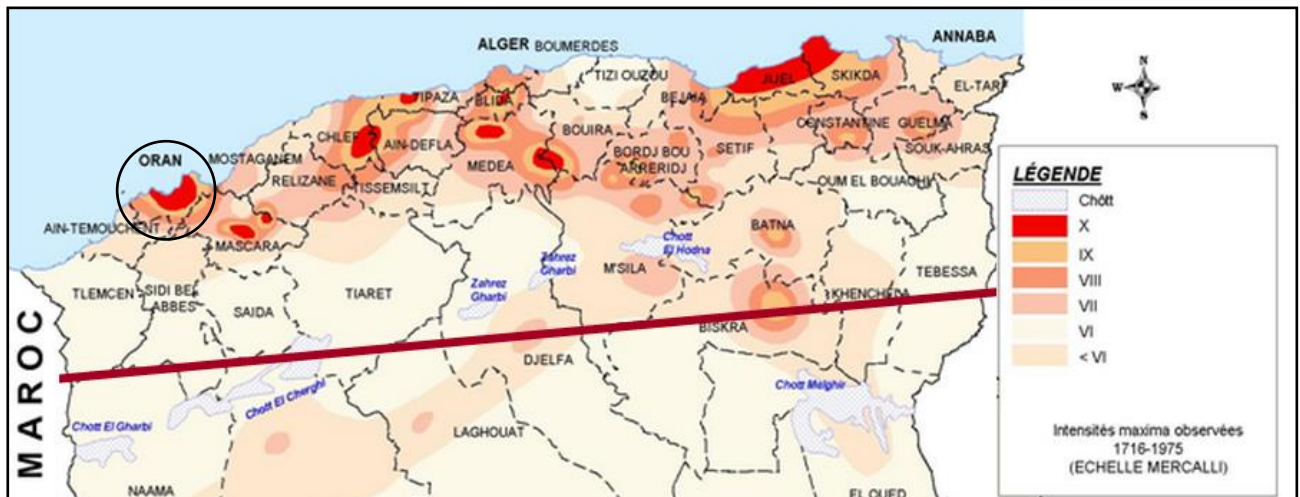 ANNABA
ALGER BOUMERDES
N
W E
S
TIZI OUZOU
JIJEL
SKIKDA
EL-TARF
TIPAZA
BLIDA
BEJAIA
CONSTANTINE
GUELMA
CHLEF
AIN-DEFLA
BOUIRA
SETIF
SOUK-AHRAS
ORAN
MOSTAGANEM
MEDEA
BORDJ BOU
ARRERIDJ
RELIZANE
TISSEMSILT
OUM EL BOUAGHI
AIN-TEMOUCHENT
MASCARA
BATNA
Chott
El Hodna
Zahrez
Gharbi
M'SILA
TEBESSA
TLEMCEN
SIDI BEL
ABBES
SAIDA
TIARET
Zahrez
Gharbi
KHENCHELA
BISKRA
DJELFA
Chott Melghir
Chott El Cherghi
Chott El Gharbi
LAGHOUAT
NAAMA
EL OUED
MAROC
LÉGENDE
Chôtt
X
IX
VIII
VII
VI
< VI
Intensités maxima observées
1716-1975
(ECHELLE MERCALLI)